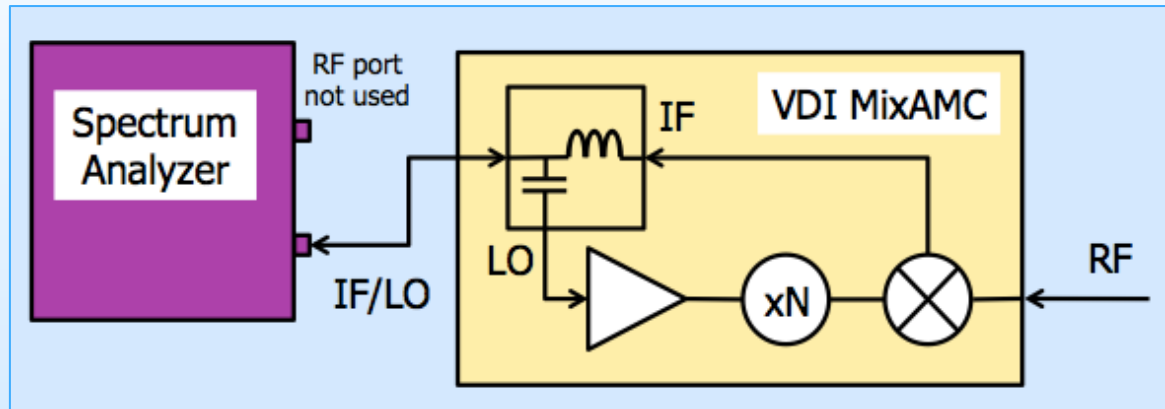 RF port
not used
Spectrum
Analyzer
VDI MixAMC
IF
LO
IF/LO
xN
RF